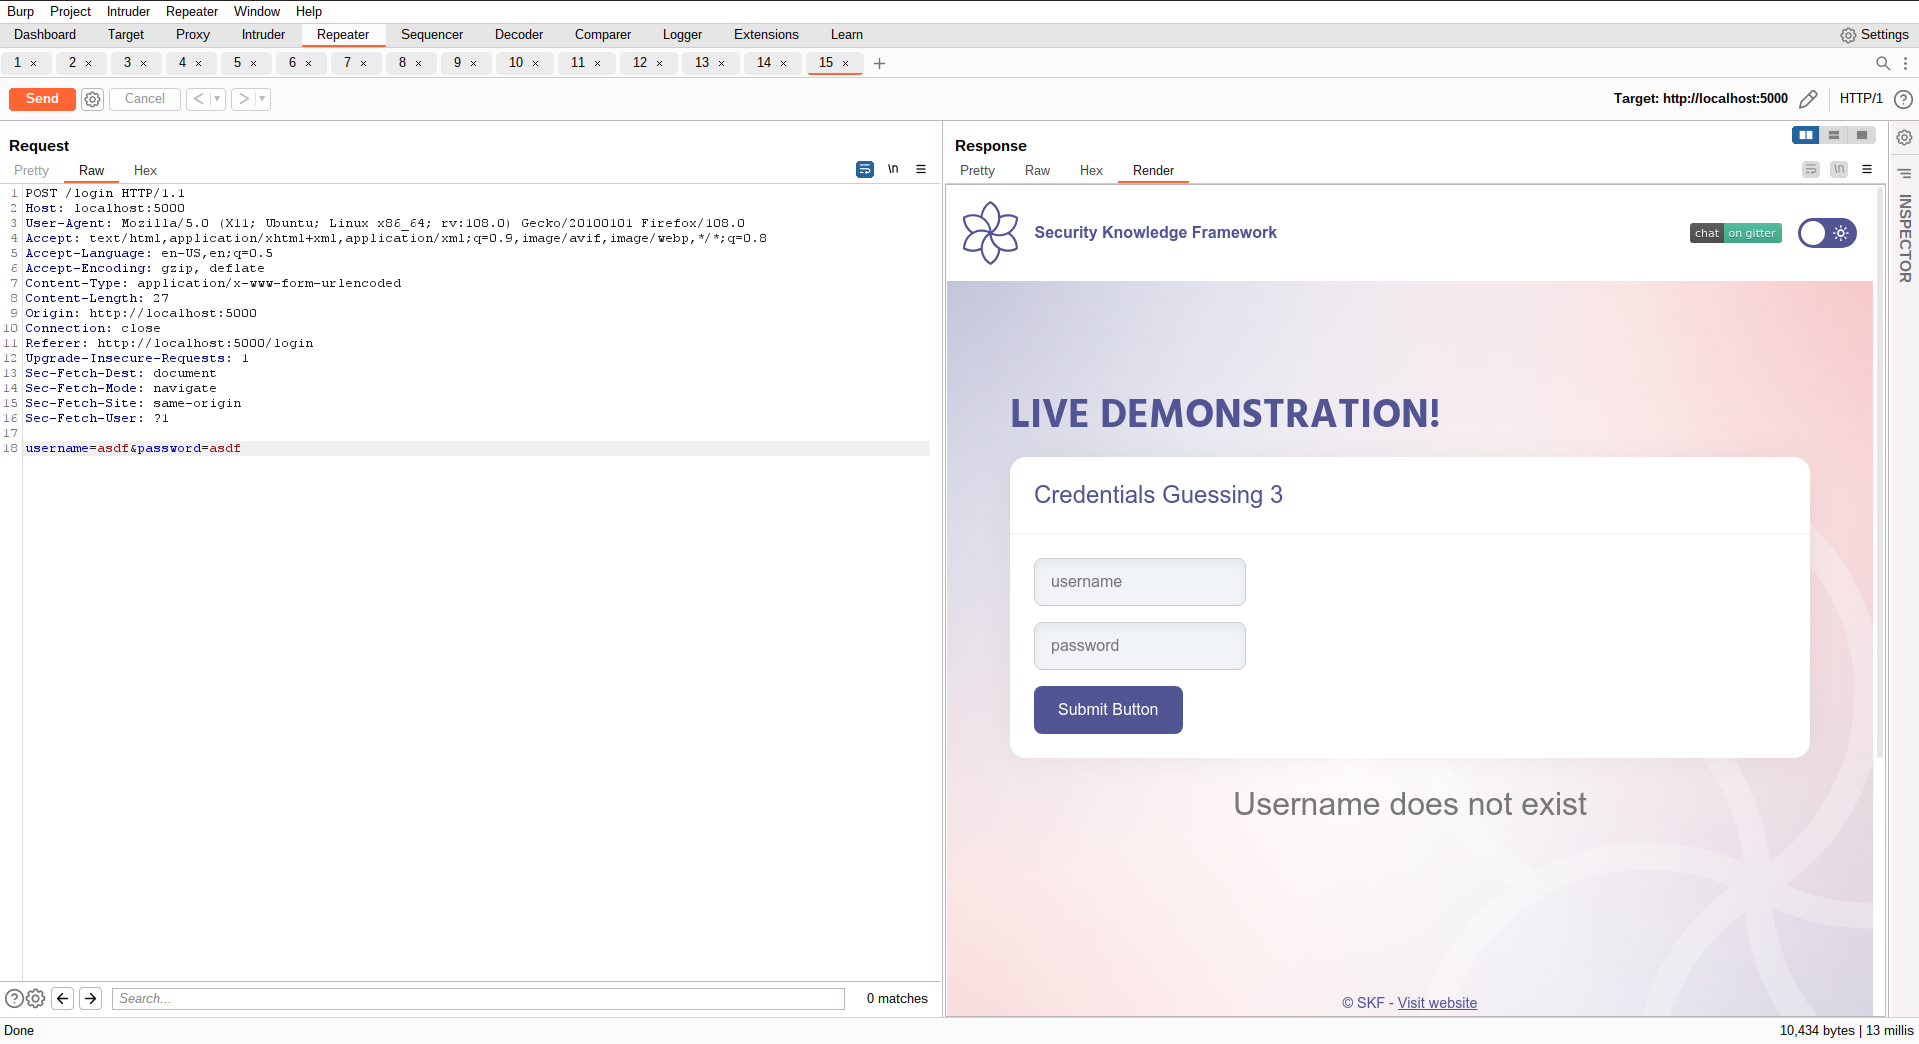 Burp Project Intruder Repeater Window Help
Dashboard Target Proxy Intruder Repeater Sequencer Decoder Comparer Logger Extensions Learn Settings
1 × 2 × 3 × 4 × 5 × 6 × 7 × 8 × 9 × 10 × 11 × 12 × 13 × 14 × 15 × +
Send Cancel < > Target: http://localhost:5000 HTTP/1 ?
Request
Pretty Raw Hex \n
1 POST /login HTTP/1.1
2 Host: localhost:5000
3 User-Agent: Mozilla/5.0 (X11; Ubuntu; Linux x86_64; rv:108.0) Gecko/20100101 Firefox/108.0
4 Accept: text/html,application/xhtml+xml,application/xml;q=0.9,image/avif,image/webp,*/*;q=0.8
5 Accept-Language: en-US,en;q=0.5
6 Accept-Encoding: gzip, deflate
7 Content-Type: application/x-www-form-urlencoded
8 Content-Length: 27
9 Origin: http://localhost:5000
10 Connection: close
11 Referer: http://localhost:5000/login
12 Upgrade-Insecure-Requests: 1
13 Sec-Fetch-Dest: document
14 Sec-Fetch-Mode: navigate
15 Sec-Fetch-Site: same-origin
16 Sec-Fetch-User: ?1
17
18 username=asdf&password=asdf
? Search... 0 matches
Response
Pretty Raw Hex Render \n
Security Knowledge Framework
chat on gitter
LIVE DEMONSTRATION!
Credentials Guessing 3
username
password
Submit Button
Username does not exist
© SKF - Visit website
INSPECTOR
Done 10,434 bytes | 13 millis